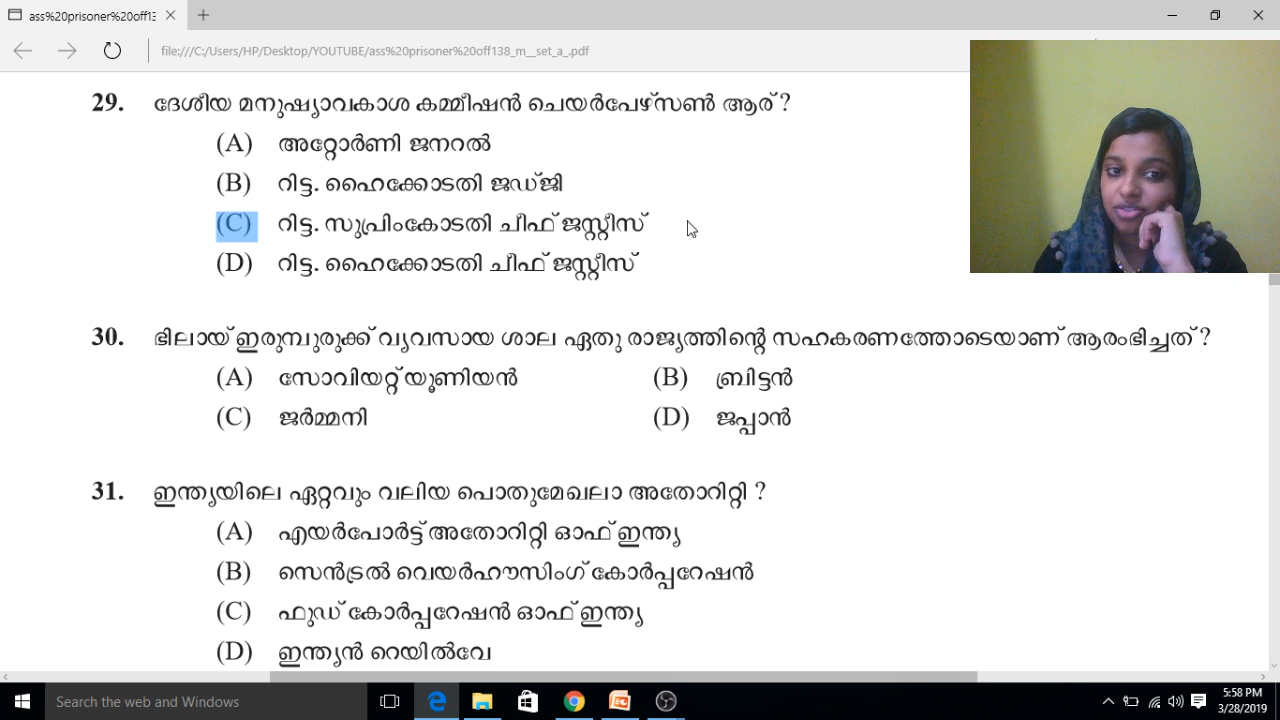 ass%20prisoner%20off13
file:///C:/Users/HP/Desktop/YOUTUBE/ass%20prisoner%20off138_m__set_a_.pdf
29. ദേശീയ മനുഷ്യാവകാശ കമ്മീഷൻ ചെയർപേഴ്സൺ ആര് ?
(A) അറ്റോർണി ജനറൽ
(B) റിട്ട. ഹൈക്കോടതി ജഡ്ജി
(C) റിട്ട. സുപ്രിംകോടതി ചീഫ് ജസ്റ്റീസ്
(D) റിട്ട. ഹൈക്കോടതി ചീഫ് ജസ്റ്റീസ്
30. ഭിലായ് ഇരുമ്പുരുക്ക് വ്യവസായ ശാല ഏതു രാജ്യത്തിന്റെ സഹകരണത്തോടെയാണ് ആരംഭിച്ചത് ?
(A) സോവിയറ്റ് യൂണിയൻ (B) ബ്രിട്ടൻ
(C) ജർമ്മനി (D) ജപ്പാൻ
31. ഇന്ത്യയിലെ ഏറ്റവും വലിയ പൊതുമേഖലാ അതോറിറ്റി ?
(A) എയർപോർട്ട് അതോറിറ്റി ഓഫ് ഇന്ത്യ
(B) സെൻട്രൽ വെയർഹൗസിംഗ് കോർപ്പറേഷൻ
(C) ഫുഡ് കോർപ്പറേഷൻ ഓഫ് ഇന്ത്യ
(D) ഇന്ത്യൻ റെയിൽവേ
Search the web and Windows
5:58 PM
3/28/2019